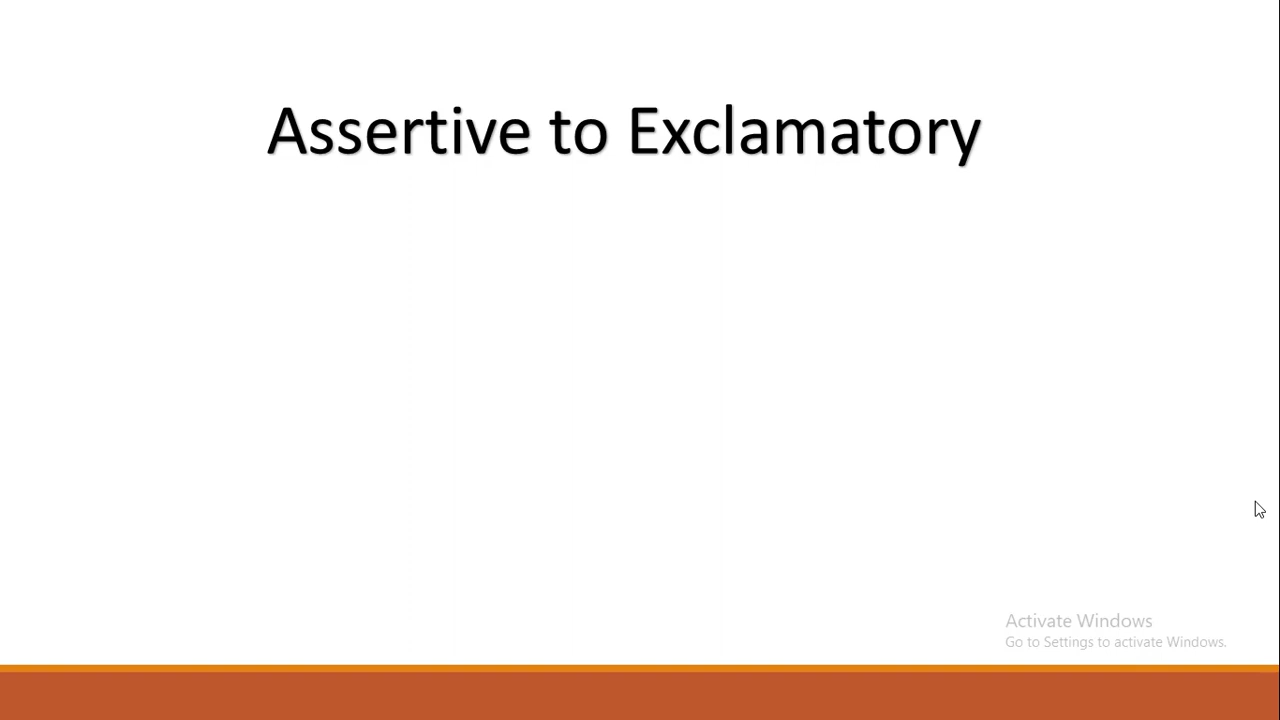 Assertive to Exclamatory
Activate Windows
Go to Settings to activate Windows.